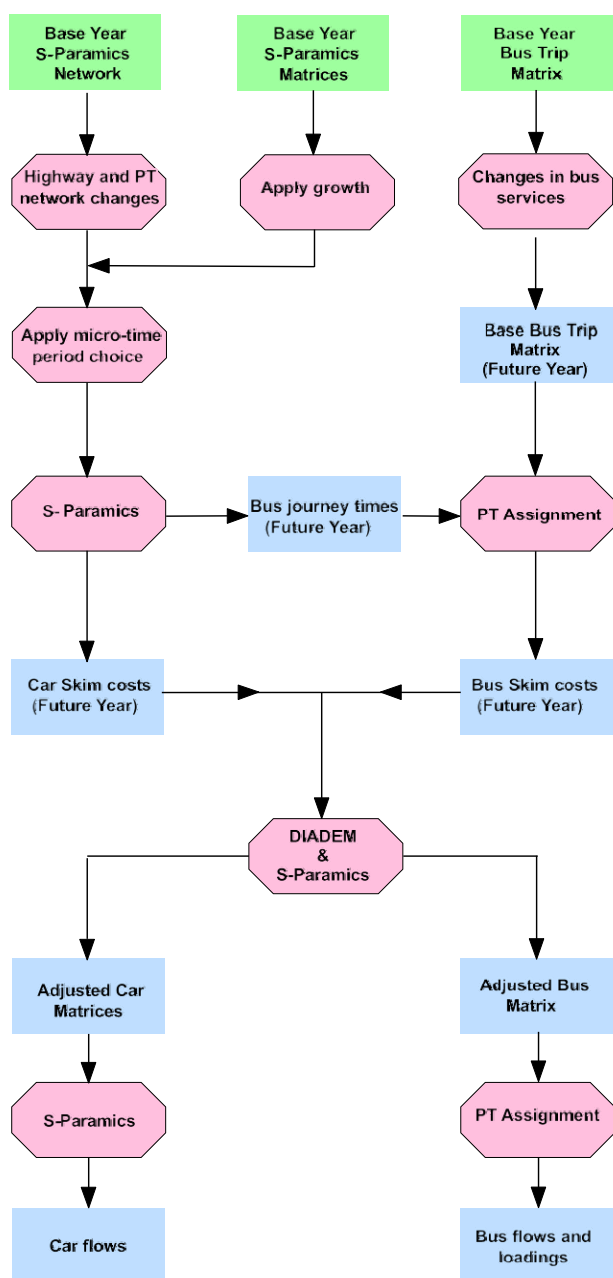 Base Year
S-Paramics
Network
Base Year
S-Paramics
Matrices
Base Year
Bus Trip
Matrix
Highway and PT
network changes
Apply growth
Changes in bus
services
Apply micro-time
period choice
Base Bus Trip
Matrix
(Future Year)
S- Paramics
Bus journey times
(Future Year)
PT Assignment
Car Skim costs
(Future Year)
Bus Skim costs
(Future Year)
DIADEM
&
S-Paramics
Adjusted Car
Matrices
Adjusted Bus
Matrix
S-Paramics
PT Assignment
Car flows
Bus flows and
loadings